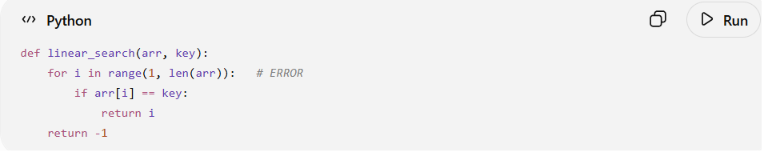 Python
Run
def linear_search(arr, key):
    for i in range(1, len(arr)):   # ERROR
        if arr[i] == key:
            return i
    return -1